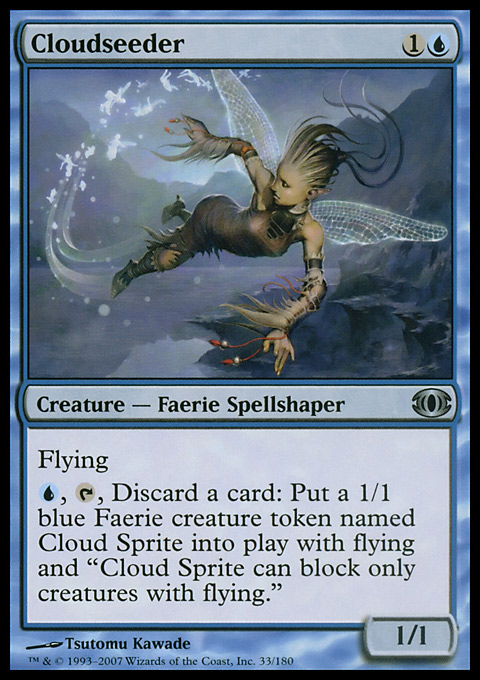 Cloudseeder 1
Creature — Faerie Spellshaper
Flying
, , Discard a card: Put a 1/1
blue Faerie creature token named
Cloud Sprite into play with flying
and “Cloud Sprite can block only
creatures with flying.”
1/1
Tsutomu Kawade
™ & © 1993–2007 Wizards of the Coast, Inc. 33/180